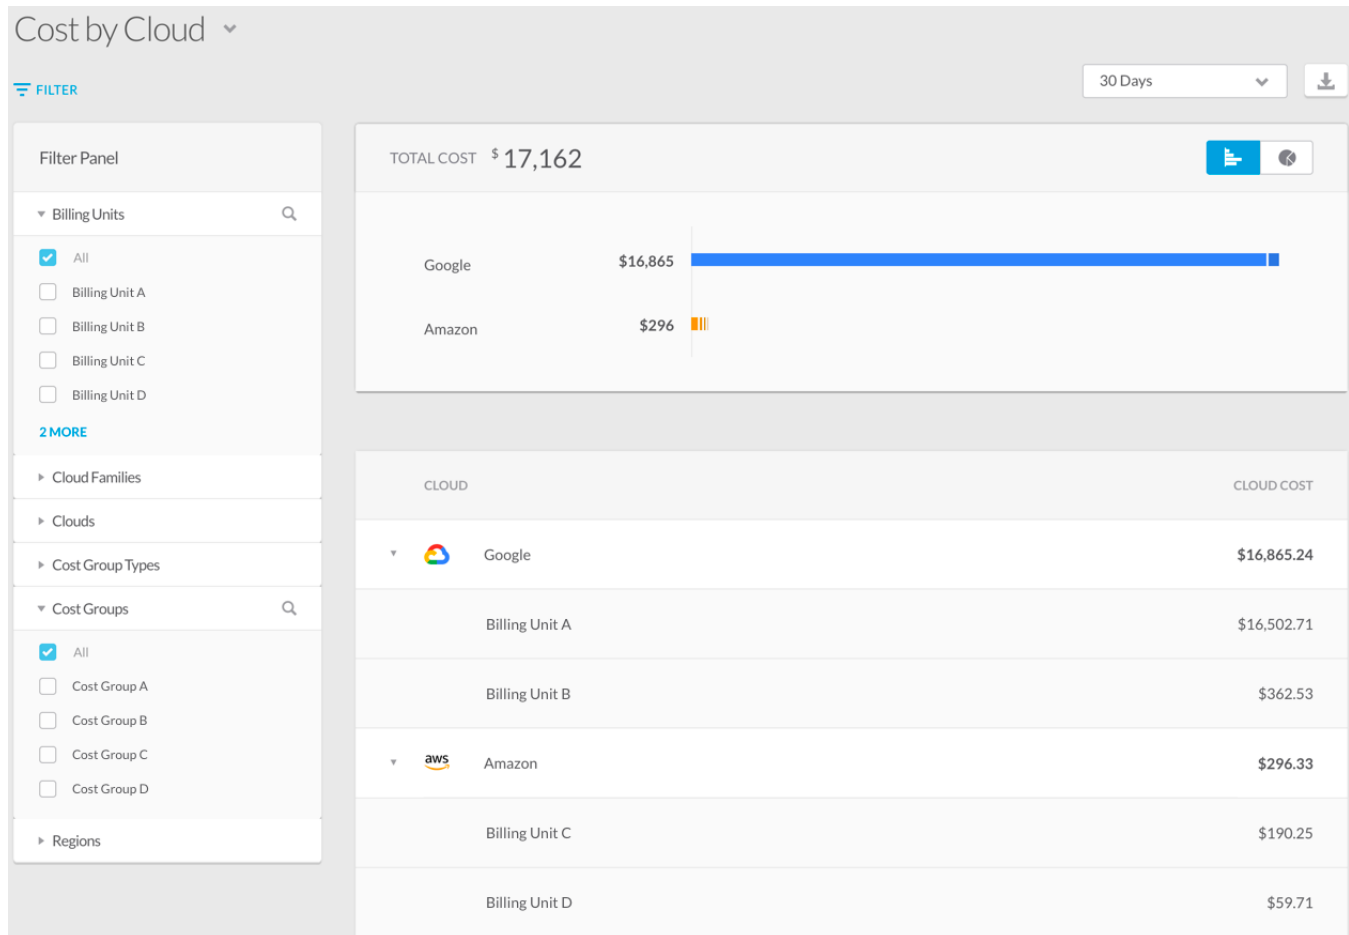 Cost by Cloud
FILTER
30 Days
Filter Panel
TOTAL COST $ 17,162
Billing Units
All
Billing Unit A
Billing Unit B
Billing Unit C
Billing Unit D
2 MORE
Cloud Families
Clouds
Cost Group Types
Cost Groups
All
Cost Group A
Cost Group B
Cost Group C
Cost Group D
Regions
Google $16,865
Amazon $296
CLOUD CLOUD COST
Google $16,865.24
Billing Unit A $16,502.71
Billing Unit B $362.53
aws Amazon $296.33
Billing Unit C $190.25
Billing Unit D $59.71